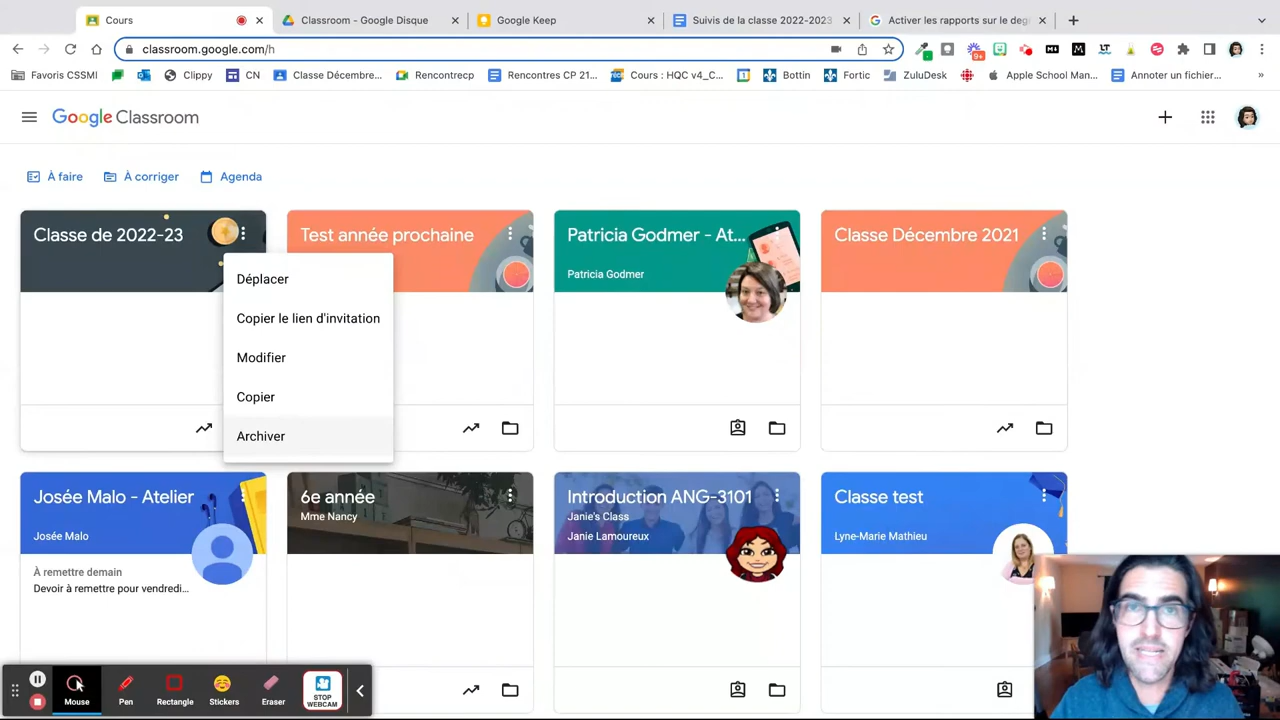 Cours
Classroom - Google Disque
Google Keep
Suivis de la classe 2022-2023
Activer les rapports sur le deg
classroom.google.com/h
9+
Favoris CSSMI
Clippy
CN
Classe Décembre...
Rencontrecp
Rencontres CP 21...
Cours : HQC v4_C...
Bottin
Fortic
ZuluDesk
Apple School Man...
Annoter un fichier...
»
Google Classroom
À faire
À corriger
Agenda
Classe de 2022-23
Test année prochaine
Patricia Godmer - At...
Patricia Godmer
Classe Décembre 2021
Déplacer
Copier le lien d'invitation
Modifier
Copier
Archiver
Josée Malo - Atelier
Josée Malo
À remettre demain
Devoir à remettre pour vendredi...
6e année
Mme Nancy
Introduction ANG-3101
Janie's Class
Janie Lamoureux
Classe test
Lyne-Marie Mathieu
Mouse
Pen
Rectangle
Stickers
Eraser
STOP
WEBCAM